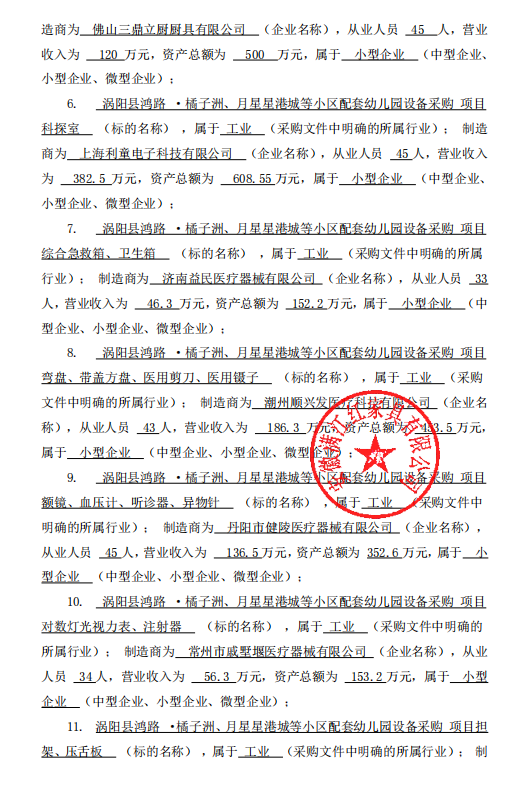 造商为 佛山三鼎立厨厨具有限公司 （企业名称），从业人员 45 人，营业
收入为 120 万元，资产总额为 500 万元，属于 小型企业 （中型企业、
小型企业、微型企业）；
6. 涡阳县鸿路 ·橘子洲、月星星港城等小区配套幼儿园设备采购 项目
科探室 （标的名称） ，属于 工业 （采购文件中明确的所属行业）； 制造
商为 上海利童电子科技有限公司 （企业名称），从业人员 45 人，营业收入
为 382.5 万元，资产总额为 608.55 万元，属于 小型企业 （中型企业、
小型企业、微型企业）；
7. 涡阳县鸿路 ·橘子洲、月星星港城等小区配套幼儿园设备采购 项目
综合急救箱、卫生箱 （标的名称） ，属于 工业 （采购文件中明确的所属
行业）； 制造商为 济南益民医疗器械有限公司 （企业名称），从业人员 33
人，营业收入为 46.3 万元，资产总额为 152.2 万元，属于 小型企业 （中
型企业、小型企业、微型企业）；
8. 涡阳县鸿路 ·橘子洲、月星星港城等小区配套幼儿园设备采购 项目
弯盘、带盖方盘、医用剪刀、医用镊子 （标的名称） ，属于 工业 （采购
文件中明确的所属行业）； 制造商为 潮州顺兴发医疗科技有限公司 （企业名
称），从业人员 43 人，营业收入为 186.3 万元，资产总额为 453.5 万元，
属于 小型企业 （中型企业、小型企业、微型企业）；
9. 涡阳县鸿路 ·橘子洲、月星星港城等小区配套幼儿园设备采购 项目
额镜、血压计、听诊器、异物针 （标的名称） ，属于 工业 （采购文件中
明确的所属行业）； 制造商为 丹阳市健陵医疗器械有限公司 （企业名称），
从业人员 45 人，营业收入为 136.5 万元，资产总额为 352.6 万元，属于 小
型企业 （中型企业、小型企业、微型企业）；
10. 涡阳县鸿路 ·橘子洲、月星星港城等小区配套幼儿园设备采购 项目
对数灯光视力表、注射器 （标的名称） ，属于 工业 （采购文件中明确的
所属行业）； 制造商为 常州市戚墅堰医疗器械有限公司 （企业名称），从业
人员 34 人，营业收入为 56.3 万元，资产总额为 153.2 万元，属于 小型
企业 （中型企业、小型企业、微型企业）；
11. 涡阳县鸿路 ·橘子洲、月星星港城等小区配套幼儿园设备采购 项目担
架、压舌板 （标的名称） ，属于 工业 （采购文件中明确的所属行业）； 制
安徽满江红家具有限公司